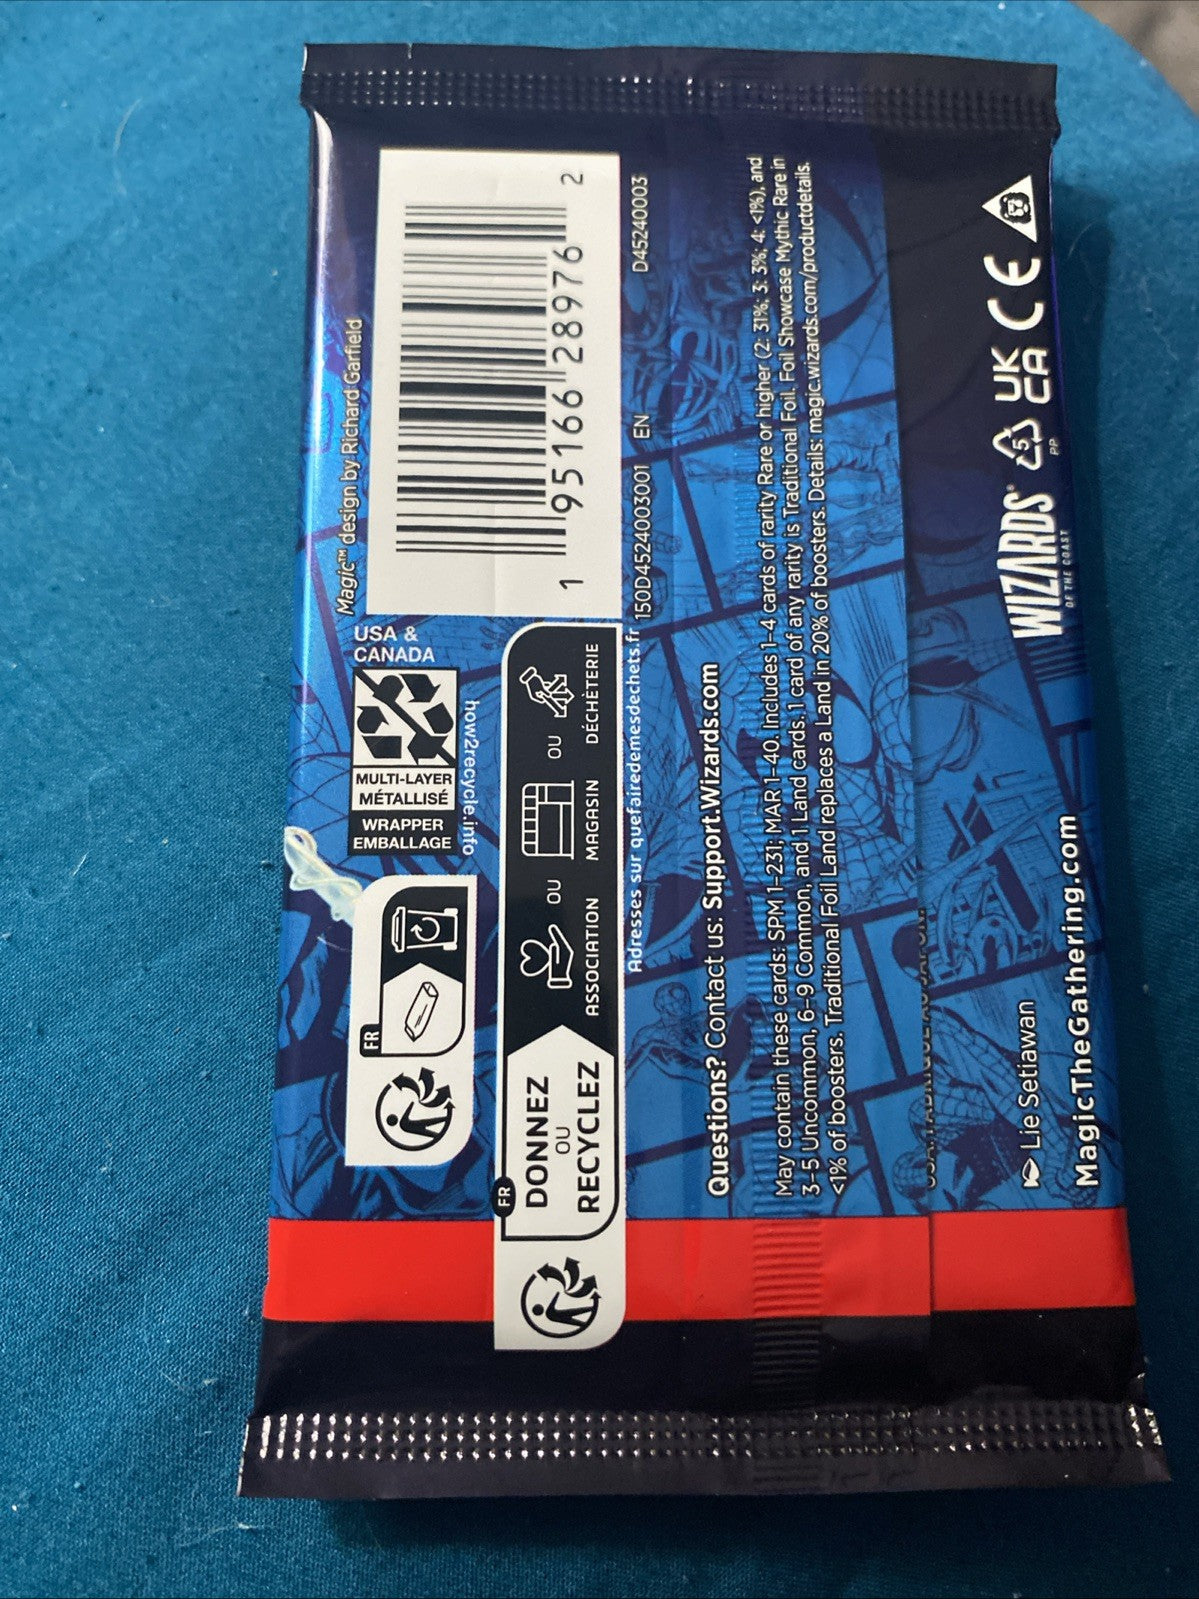 Magic™ design by Richard Garfield
1 95166 28976 2
150D4524003001 EN D45240003
USA &
CANADA
MULTI-LAYER
MÉTALLISÉ
WRAPPER
EMBALLAGE
how2recycle.info
FR
FR
DONNEZ
OU
RECYCLEZ
ASSOCIATION OU MAGASIN OU DÉCHÈTERIE
Adresses sur quefairedemesdechets.fr
Questions? Contact us: Support.Wizards.com
May contain these cards: SPM 1-231; MAR 1-40. Includes 1-4 cards of rarity Rare or higher (2: 31%; 3: 3%; 4: <1%), and
3-5 Uncommon, 6-9 Common, and 1 Land cards. 1 card of any rarity is Traditional Foil. Foil Showcase Mythic Rare in
<1% of boosters. Traditional Foil Land replaces a Land in 20% of boosters. Details: magic.wizards.com/productdetails.
Lie Setiawan
MagicTheGathering.com
WIZARDS®
OF THE COAST
5
PP
UK
CA
CE